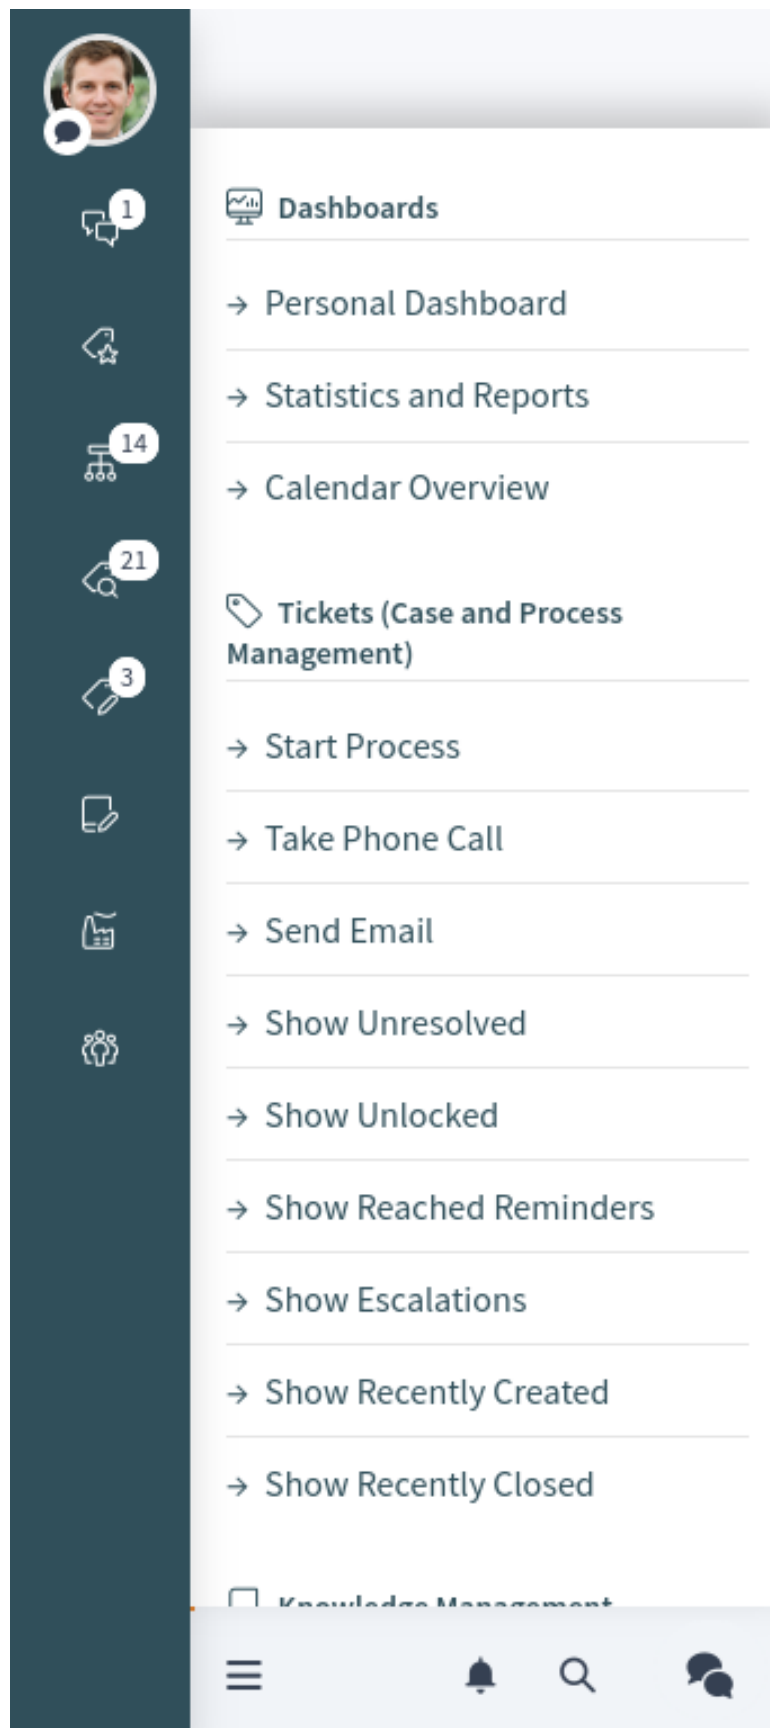 1
14
21
3
Dashboards
Personal Dashboard
Statistics and Reports
Calendar Overview
Tickets (Case and Process
Management)
Start Process
Take Phone Call
Send Email
Show Unresolved
Show Unlocked
Show Reached Reminders
Show Escalations
Show Recently Created
Show Recently Closed
Knowledge Management